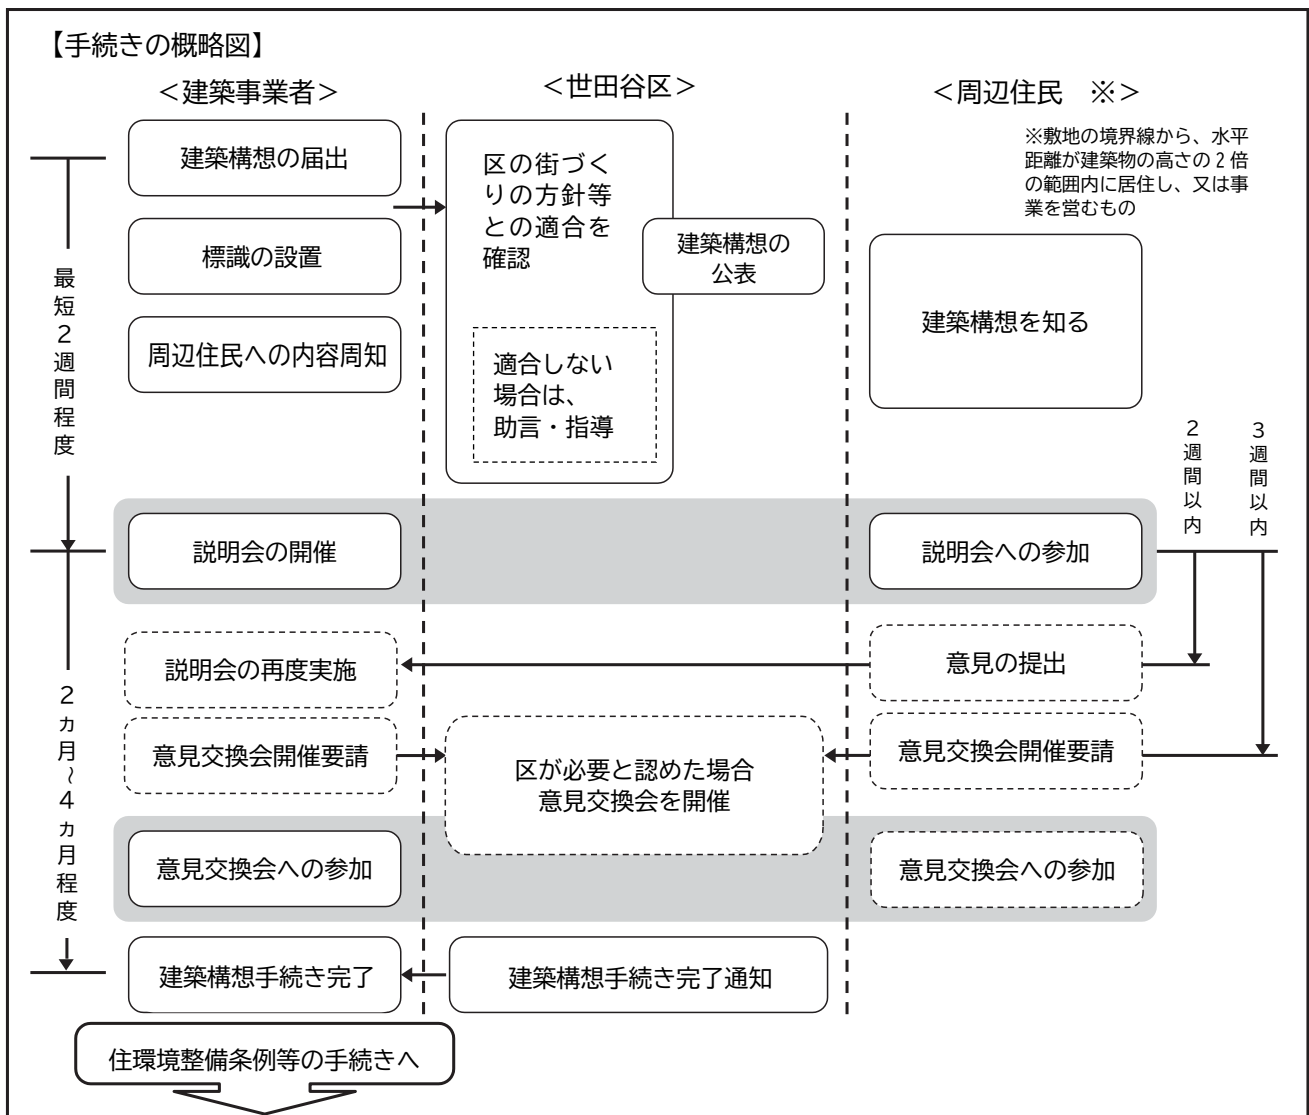 【手続きの概略図】
＜建築事業者＞
＜世田谷区＞
＜周辺住民　※＞
※敷地の境界線から、水平
距離が建築物の高さの2倍
の範囲内に居住し、又は事
業を営むもの
建築構想の届出
標識の設置
周辺住民への内容周知
区の街づく
りの方針等
との適合を
確認
建築構想の
公表
適合しない
場合は、
助言・指導
建築構想を知る
最短2週間程度
2週間以内
3週間以内
説明会の開催
説明会への参加
説明会の再度実施
意見の提出
意見交換会開催要請
区が必要と認めた場合
意見交換会を開催
意見交換会開催要請
2カ月～4カ月程度
意見交換会への参加
意見交換会への参加
建築構想手続き完了
建築構想手続き完了通知
住環境整備条例等の手続きへ